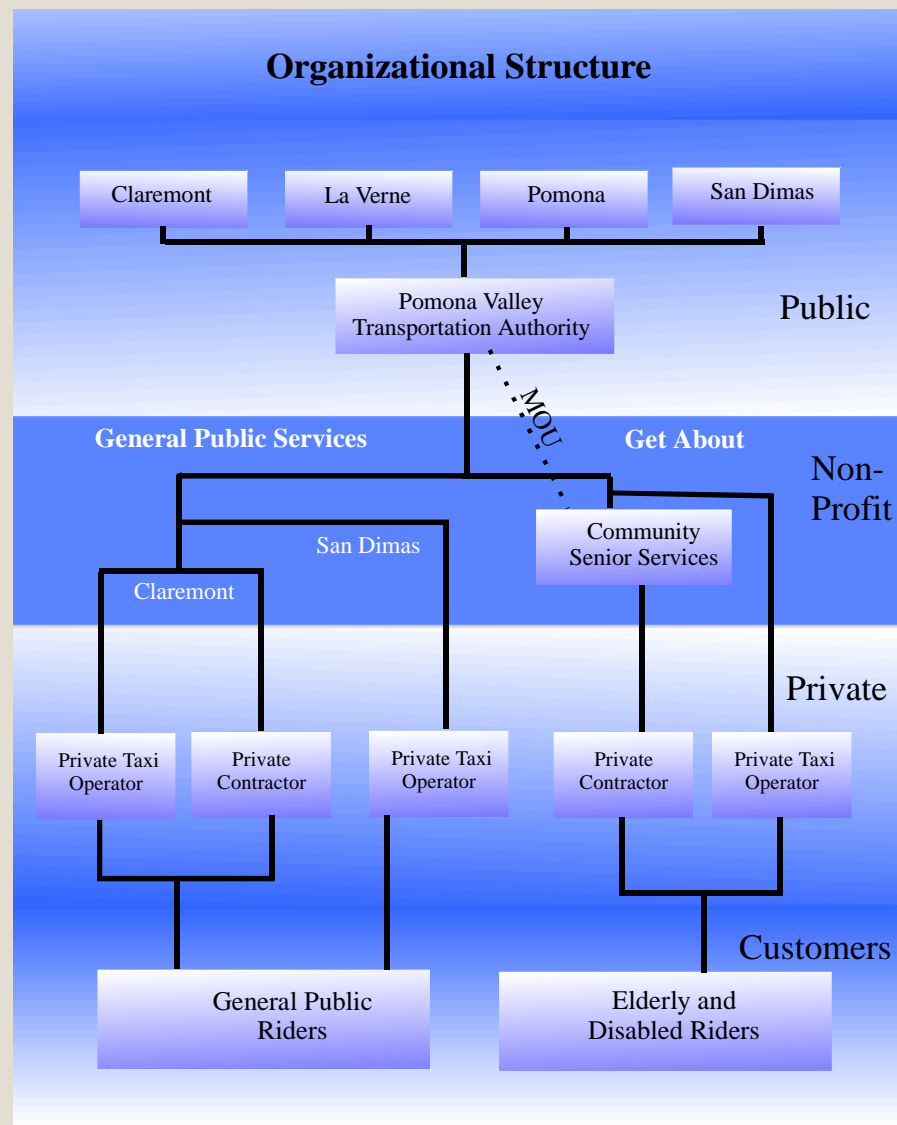 Organizational Structure
Claremont
La Verne
Pomona
San Dimas
Pomona Valley
Transportation Authority
Public
MOU
General Public Services
Get About
Non-
Profit
San Dimas
Claremont
Community
Senior Services
Private
Private Taxi
Operator
Private
Contractor
Private Taxi
Operator
Private
Contractor
Private Taxi
Operator
Customers
General Public
Riders
Elderly and
Disabled Riders